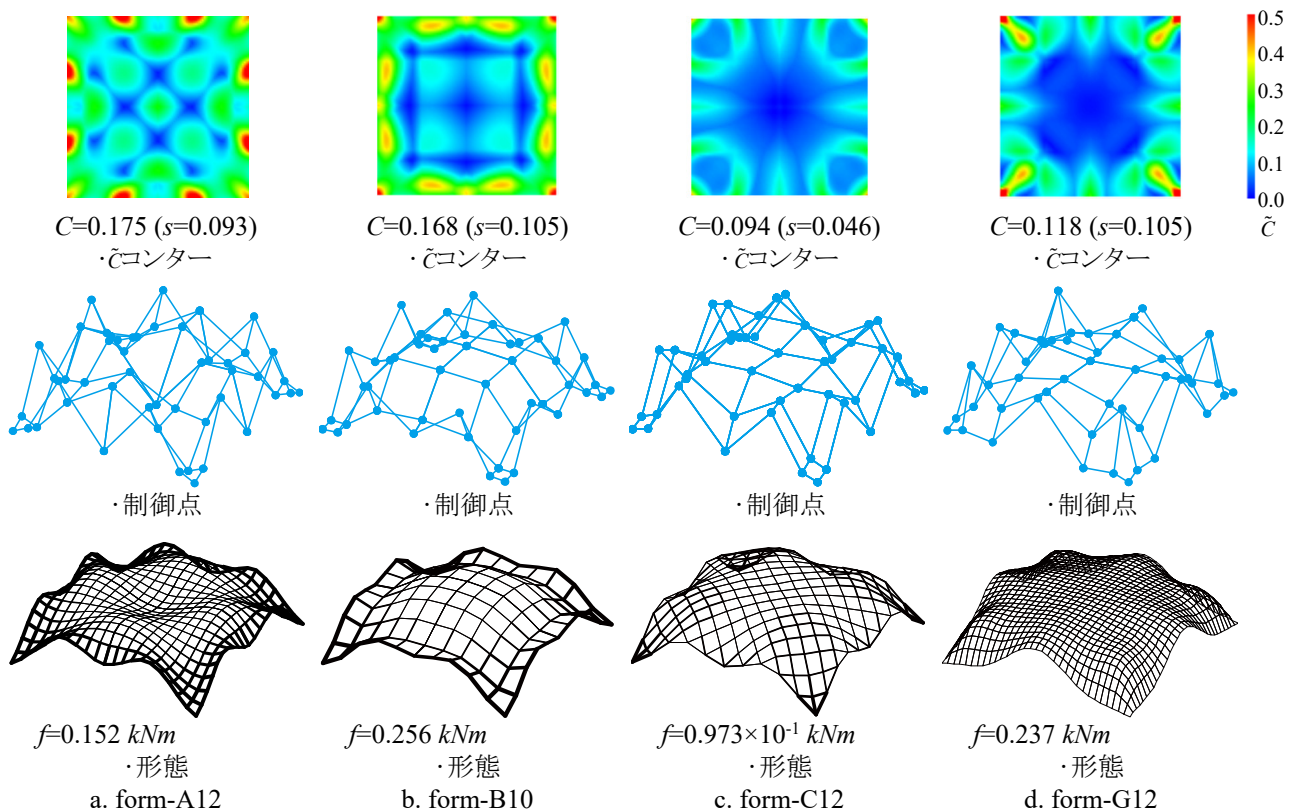 0.5
0.4
0.3
0.2
0.1
0.0
C̃
C=0.175 (s=0.093)
C=0.168 (s=0.105)
C=0.094 (s=0.046)
C=0.118 (s=0.105)
・C̃コンター
・C̃コンター
・C̃コンター
・C̃コンター
・制御点
・制御点
・制御点
・制御点
f=0.152 kNm
f=0.256 kNm
f=0.973×10⁻¹ kNm
f=0.237 kNm
・形態
・形態
・形態
・形態
a. form-A12
b. form-B10
c. form-C12
d. form-G12